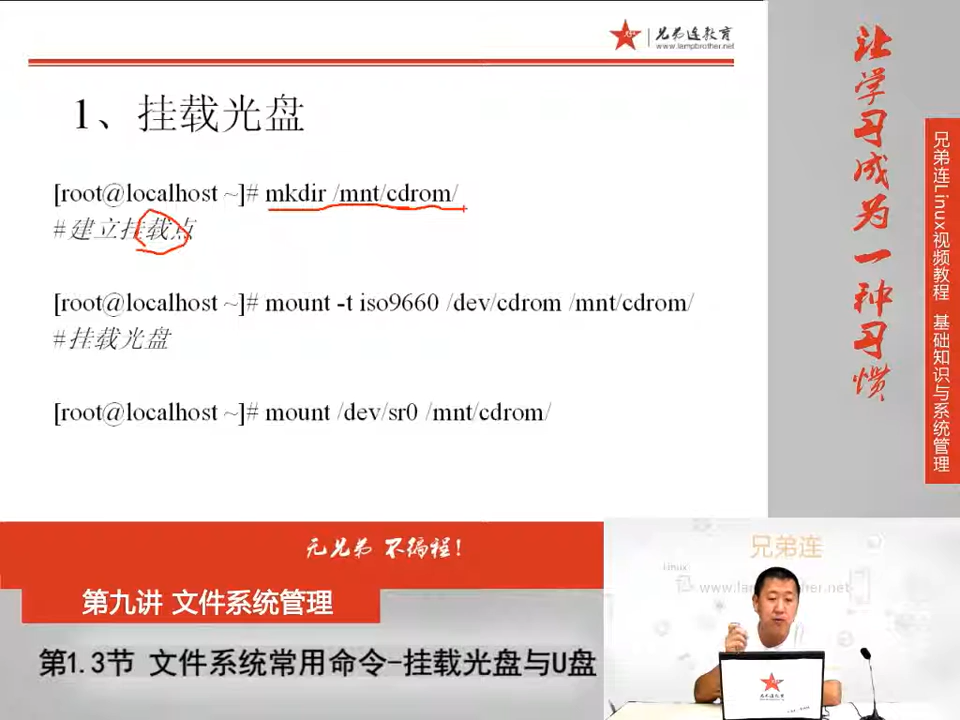 兄弟连教育
www.lampbrother.net
1、挂载光盘
[root@localhost ~]# mkdir /mnt/cdrom/
#建立挂载点
[root@localhost ~]# mount -t iso9660 /dev/cdrom /mnt/cdrom/
#挂载光盘
[root@localhost ~]# mount /dev/sr0 /mnt/cdrom/
让学习成为一种习惯
兄弟连Linux视频教程 基础知识与系统管理
无兄弟 不编程!
第九讲 文件系统管理
第1.3节 文件系统常用命令-挂载光盘与U盘
兄弟连
Linux